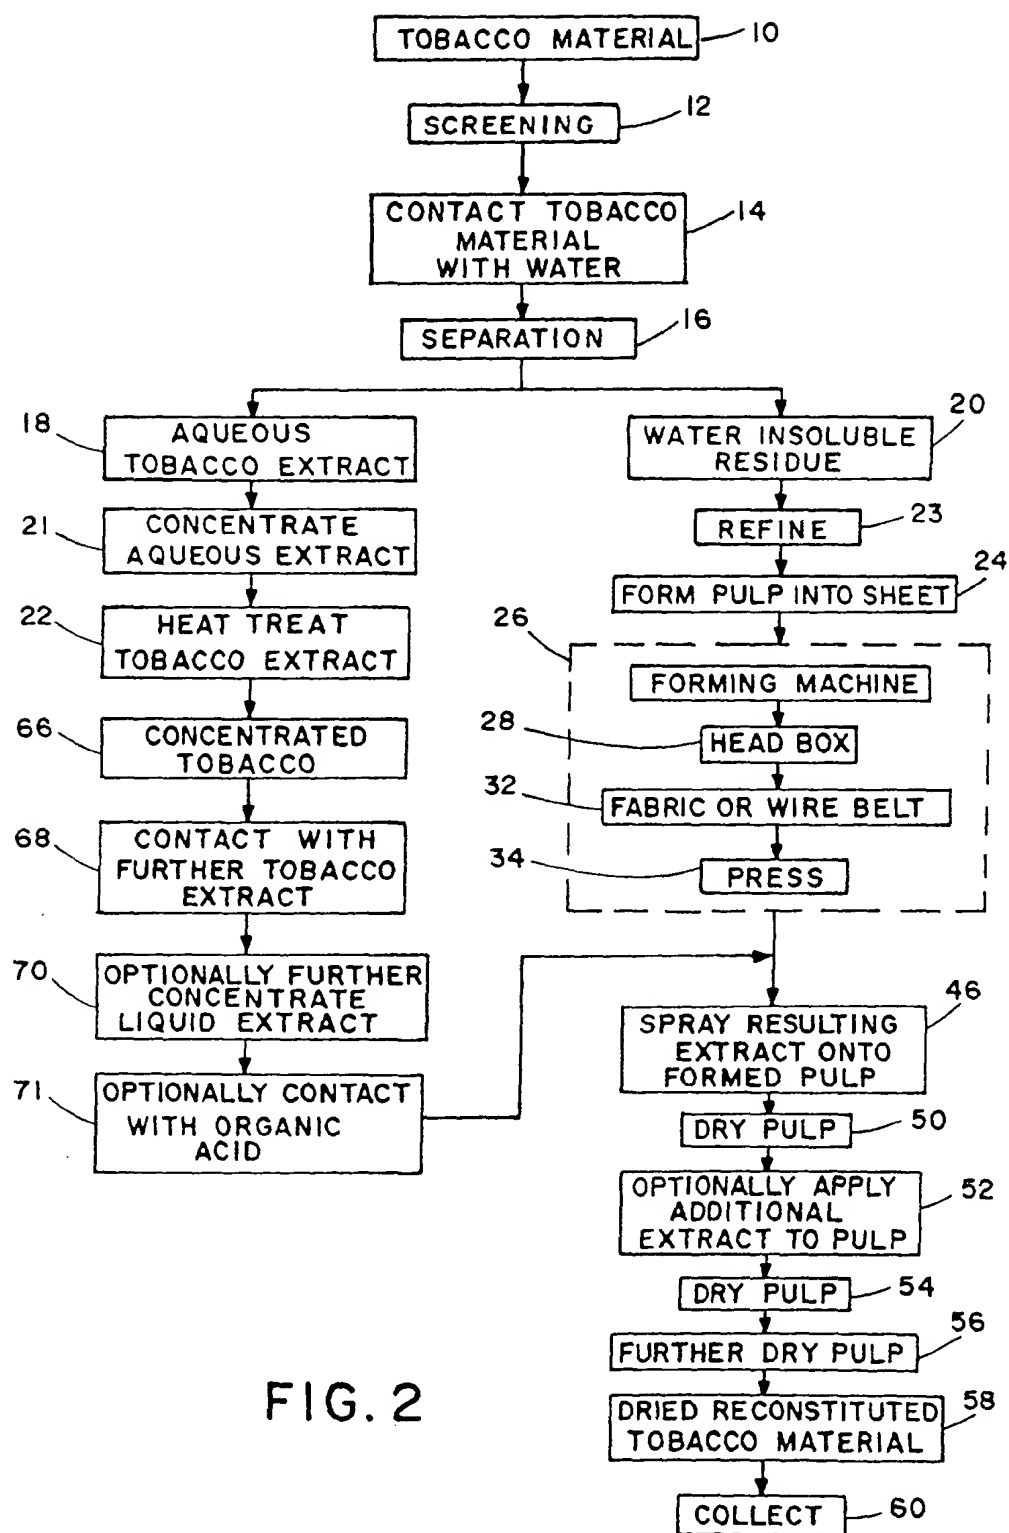 TOBACCO MATERIAL
10
SCREENING
12
CONTACT TOBACCO
MATERIAL
WITH WATER
14
SEPARATION
16
18
AQUEOUS
TOBACCO EXTRACT
21
CONCENTRATE
AQUEOUS EXTRACT
22
HEAT TREAT
TOBACCO EXTRACT
66
CONCENTRATED
TOBACCO
68
CONTACT WITH
FURTHER TOBACCO
EXTRACT
70
OPTIONALLY FURTHER
CONCENTRATE
LIQUID EXTRACT
71
OPTIONALLY CONTACT
WITH ORGANIC
ACID
20
WATER INSOLUBLE
RESIDUE
REFINE
23
24
FORM PULP INTO SHEET
26
FORMING MACHINE
28
HEAD BOX
32
FABRIC OR WIRE BELT
34
PRESS
46
SPRAY RESULTING
EXTRACT ONTO
FORMED PULP
DRY PULP
50
OPTIONALLY APPLY
ADDITIONAL
EXTRACT TO PULP
52
DRY PULP
54
FURTHER DRY PULP
56
DRIED RECONSTITUTED
TOBACCO MATERIAL
58
COLLECT
60
FIG. 2